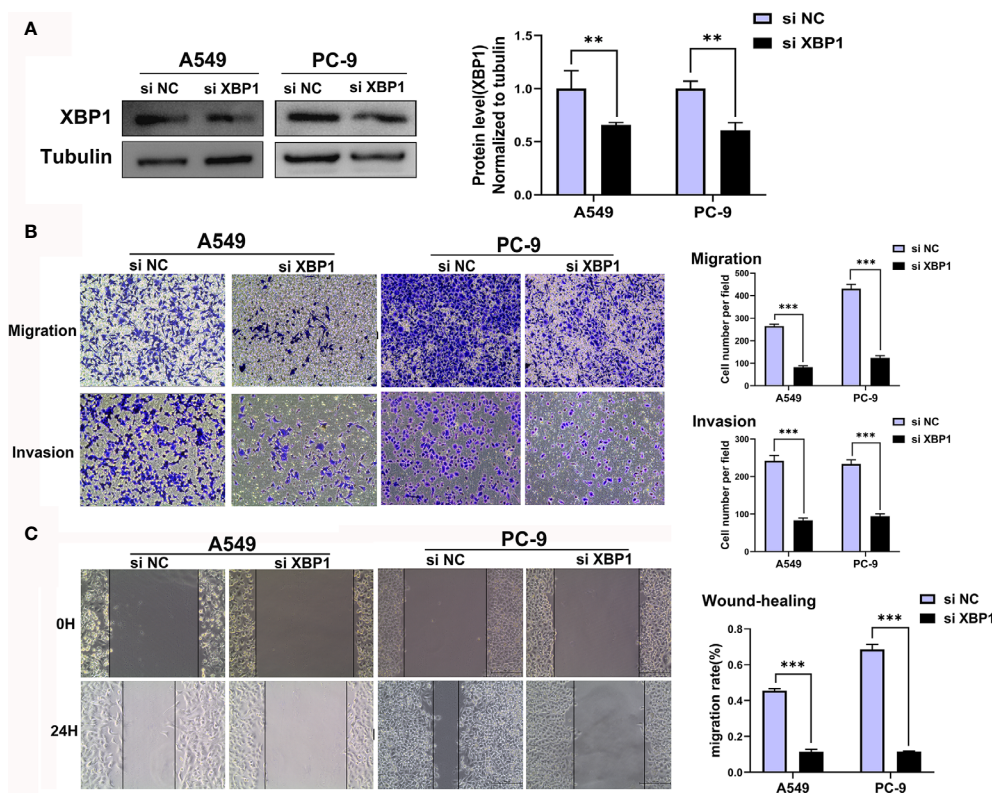 A
A549
PC-9
si NC
si XBP1
si NC
si XBP1
XBP1
Tubulin
si NC
si XBP1
Protein level(XBP1)
Normalized to tubulin
1.5
1.0
0.5
0.0
**
**
A549
PC-9
B
A549
PC-9
si NC
si XBP1
si NC
si XBP1
Migration
Invasion
Migration
si NC
si XBP1
Cell number per field
500
400
300
200
100
0
***
***
A549
PC-9
Invasion
si NC
si XBP1
Cell number per field
300
200
100
0
***
***
A549
PC-9
C
A549
PC-9
si NC
si XBP1
si NC
si XBP1
0H
24H
Wound-healing
si NC
si XBP1
migration rate(%)
0.8
0.6
0.4
0.2
0.0
***
***
A549
PC-9